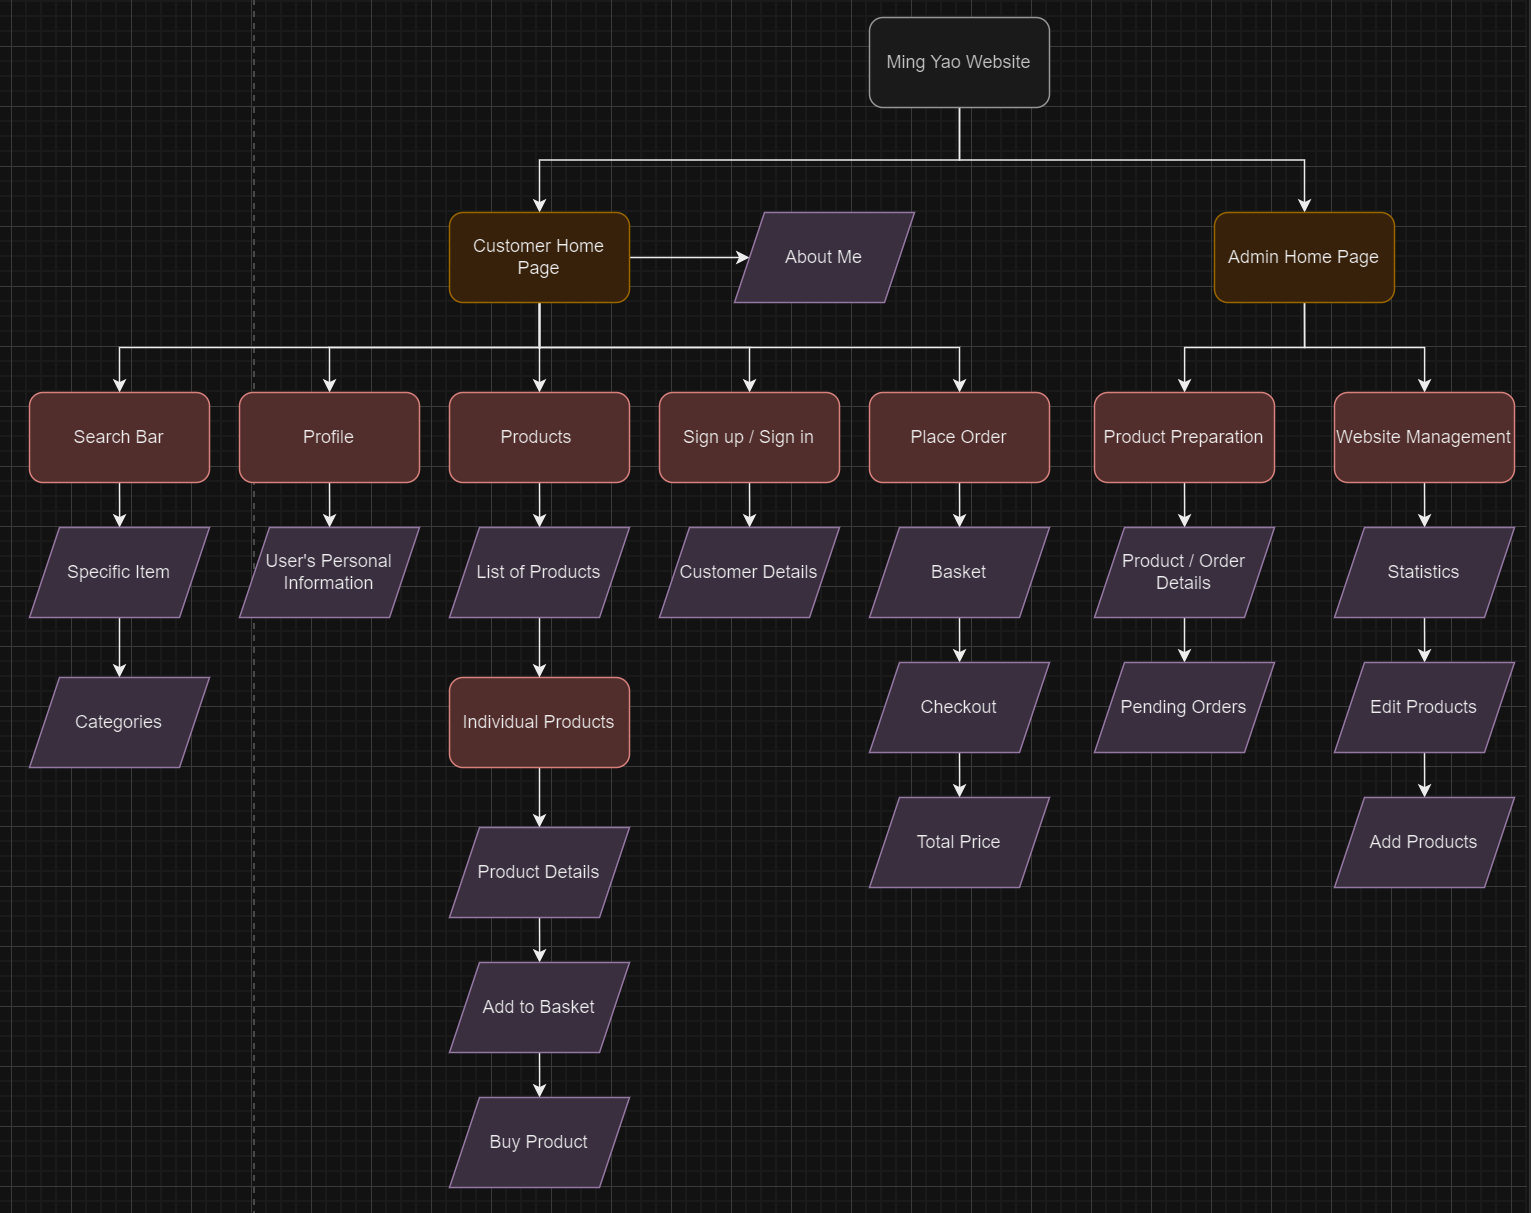 Ming Yao Website
Customer Home
Page
About Me
Admin Home Page
Search Bar
Profile
Products
Sign up / Sign in
Place Order
Product Preparation
Website Management
Specific Item
User's Personal
Information
List of Products
Customer Details
Basket
Product / Order
Details
Statistics
Categories
Individual Products
Checkout
Pending Orders
Edit Products
Product Details
Total Price
Add Products
Add to Basket
Buy Product